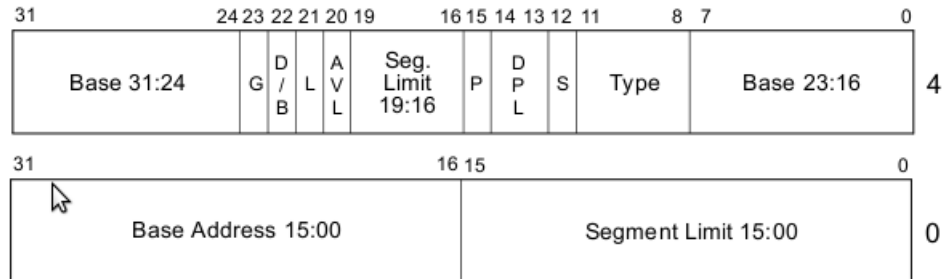 31 24 23 22 21 20 19 16 15 14 13 12 11 8 7 0
Base 31:24 G D/B L AVL Seg. Limit 19:16 P DPL S Type Base 23:16 4
31 16 15 0
Base Address 15:00 Segment Limit 15:00 0